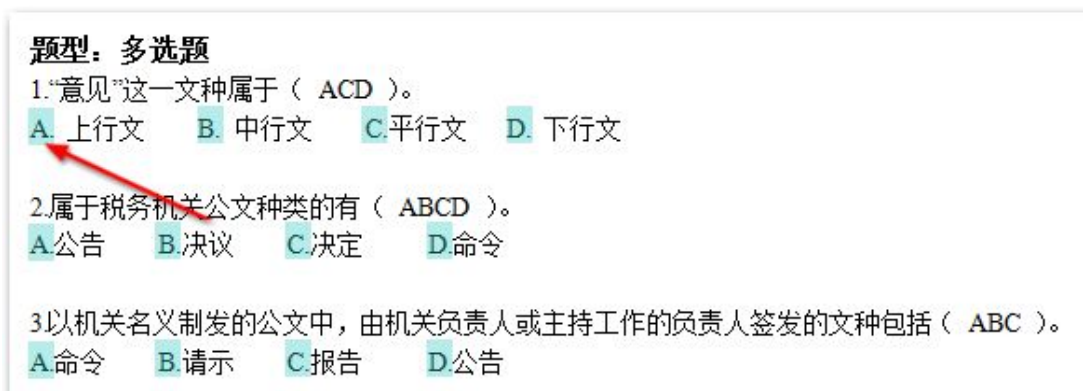 题型：多选题
1.“意见”这一文种属于（ ACD ）。
A. 上行文 B. 中行文 C.平行文 D. 下行文
2.属于税务机关公文种类的有（ ABCD ）。
A.公告 B.决议 C.决定 D.命令
3.以机关名义制发的公文中，由机关负责人或主持工作的负责人签发的文种包括（ ABC ）。
A.命令 B.请示 C.报告 D.公告